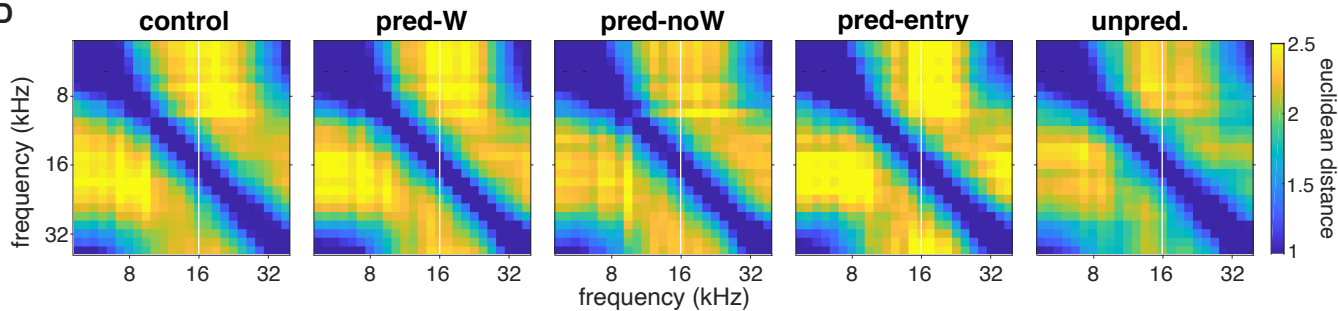 D
control pred-W pred-noW pred-entry unpred.
frequency (kHz)
8
16
32
8 16 32 8 16 32 8 16 32 8 16 32 8 16 32
frequency (kHz)
2.5
2
1.5
1
euclidean distance